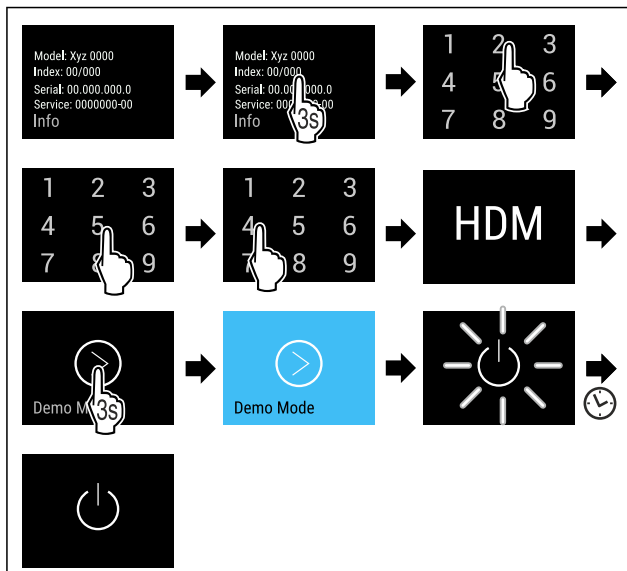 Model: Xyz 0000
Index: 00/000
Serial: 00.000.000.0
Service: 0000000-00
Info
Model: Xyz 0000
Index: 00/000
Serial: 00.0 000.0
Service: 00 00
Info
3s
1 2 3
4 5 6
7 8 9
1 2 3
4 5 6
7 8 9
1 2 3
4 5 6
7 8 9
HDM
Demo M
3s
Demo Mode